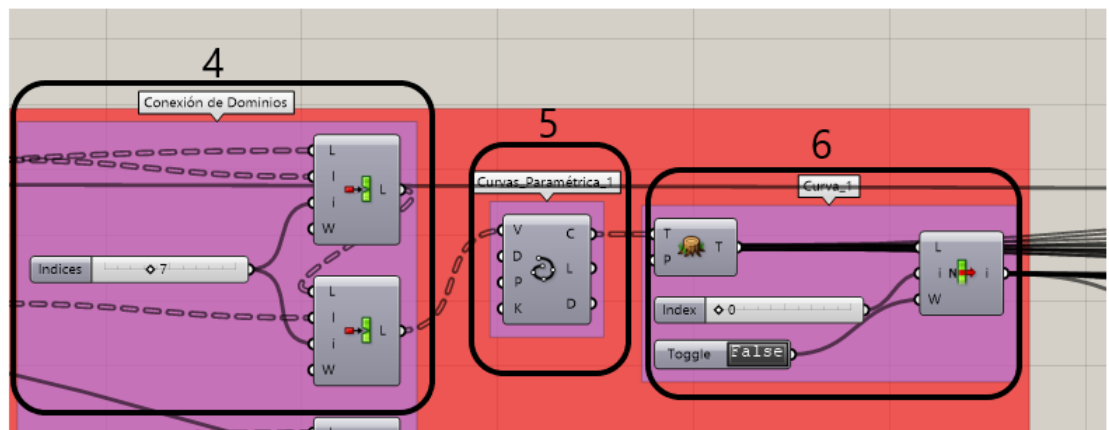 4
Conexión de Dominios
L
I
i
W
L
Indices
7
L
I
i
W
L
5
Curvas_Paramétrica_1
V
D
P
K
C
L
D
6
Curva_1
T
P
T
Index
0
Toggle
False
L
i
W
N
i